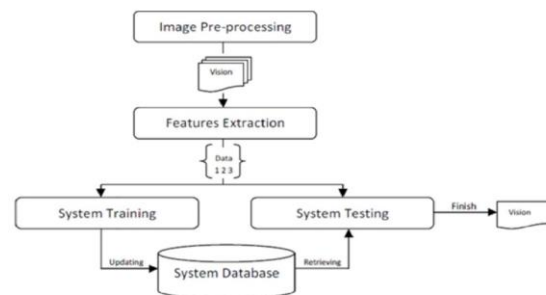 Image Pre-processing
Vision
Features Extraction
Data
1 2 3
System Training
System Testing
Finish
Vision
Updating
System Database
Retrieving